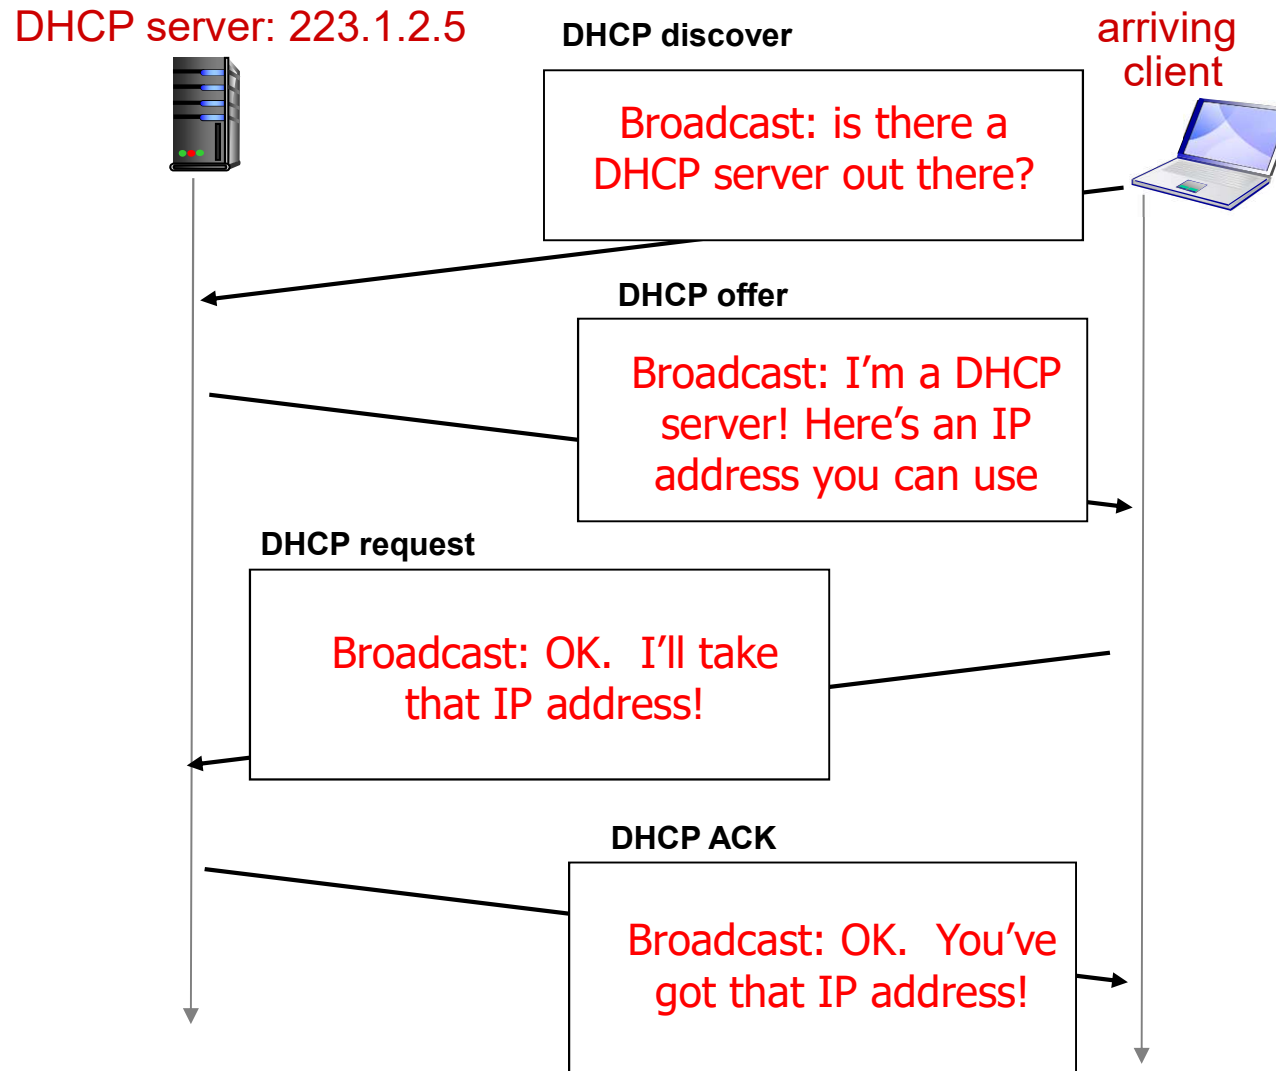 DHCP server: 223.1.2.5
DHCP discover
arriving
client
Broadcast: is there a
DHCP server out there?
DHCP offer
Broadcast: I’m a DHCP
server! Here’s an IP
address you can use
DHCP request
Broadcast: OK.  I’ll take
that IP address!
DHCP ACK
Broadcast: OK.  You’ve
got that IP address!